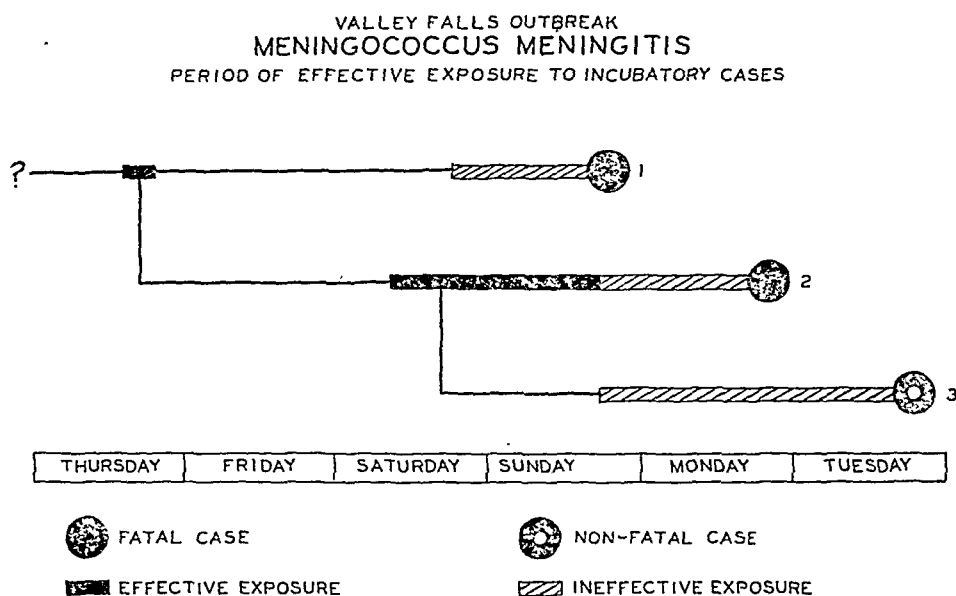 VALLEY FALLS OUTBREAK
MENINGOCOCCUS MENINGITIS
PERIOD OF EFFECTIVE EXPOSURE TO INCUBATORY CASES
?
1
2
3
THURSDAY FRIDAY SATURDAY SUNDAY MONDAY TUESDAY
FATAL CASE NON-FATAL CASE
EFFECTIVE EXPOSURE INEFFECTIVE EXPOSURE